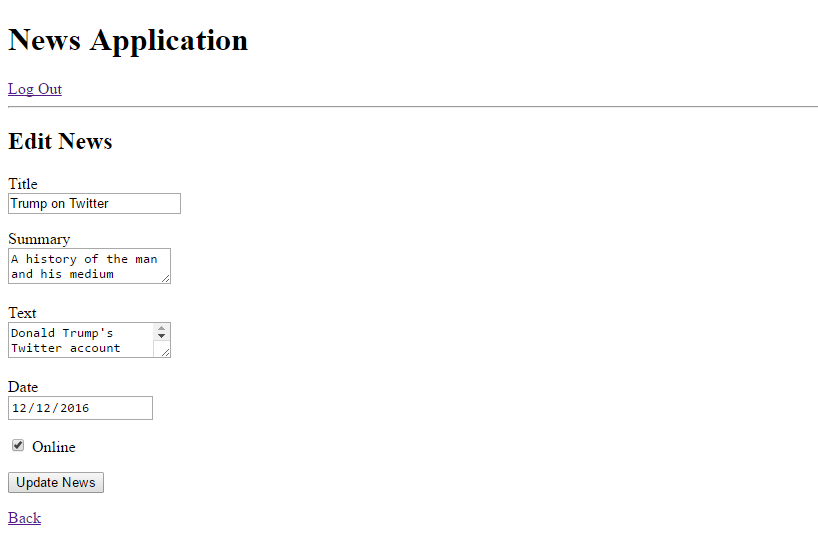 News Application
Log Out
Edit News
Title
Trump on Twitter
Summary
A history of the man
and his medium
Text
Donald Trump's
Twitter account
Date
12/12/2016
Online
Update News
Back